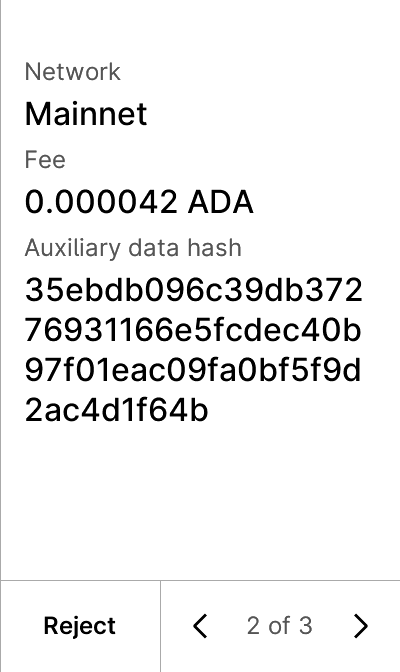 Network
Mainnet
Fee
0.000042 ADA
Auxiliary data hash
35ebdb096c39db372
76931166e5fcdec40b
97f01eac09fa0bf5f9d
2ac4d1f64b
Reject
2 of 3